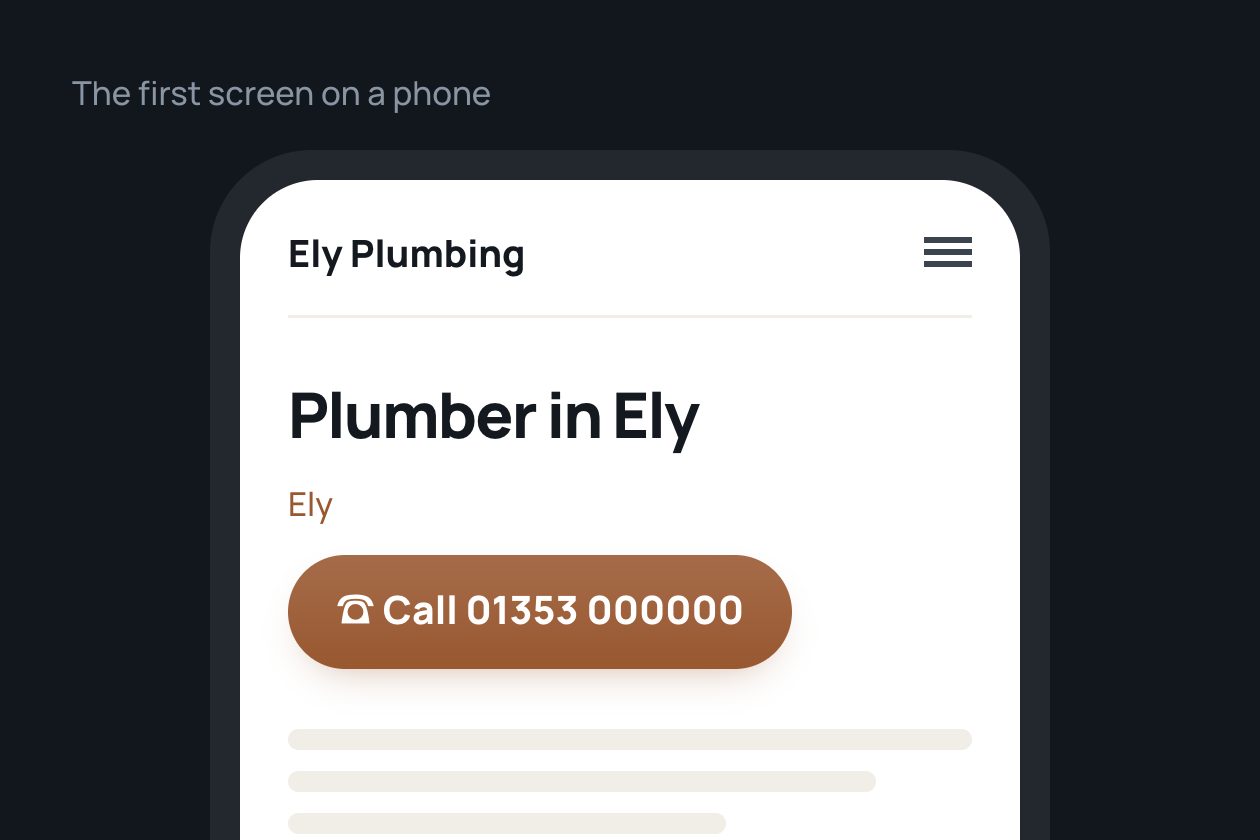 The first screen on a phone
Ely Plumbing
Plumber in Ely
Ely
☎ Call 01353 000000